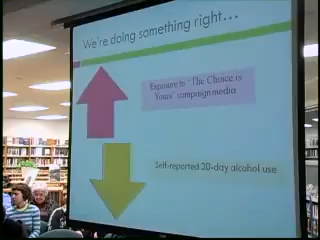 We're doing something right...
Exposure to "The Choice is
Yours" campaign media
Self-reported 30-day alcohol use